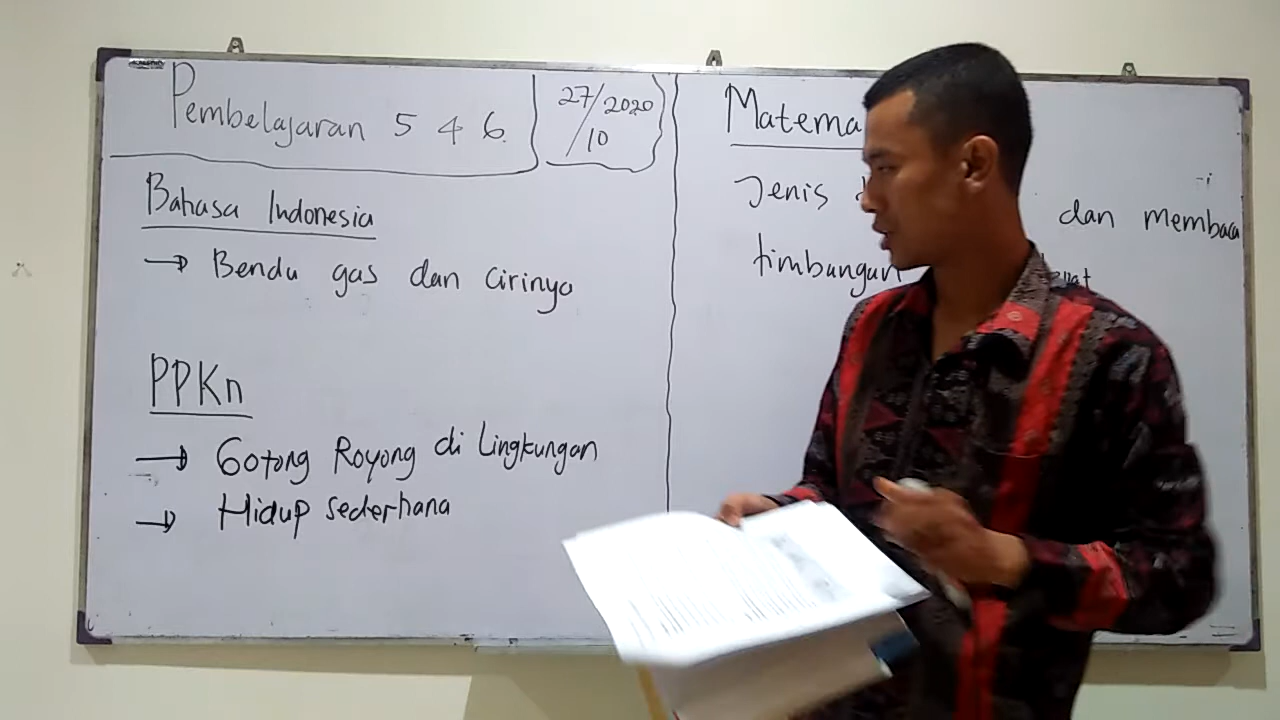 Pembelajaran 5 4 6.
27/10/2020
Bahasa Indonesia
→ Benda gas dan cirinya
PPKn
→ Gotong Royong di Lingkungan
→ Hidup sederhana
Matema
Jenis dan membaca
timbangan